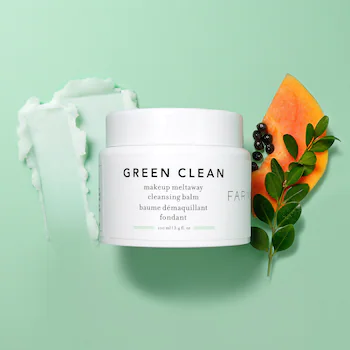 GREEN CLEAN
makeup meltaway
cleansing balm
baume démaquillant
fondant
FAR